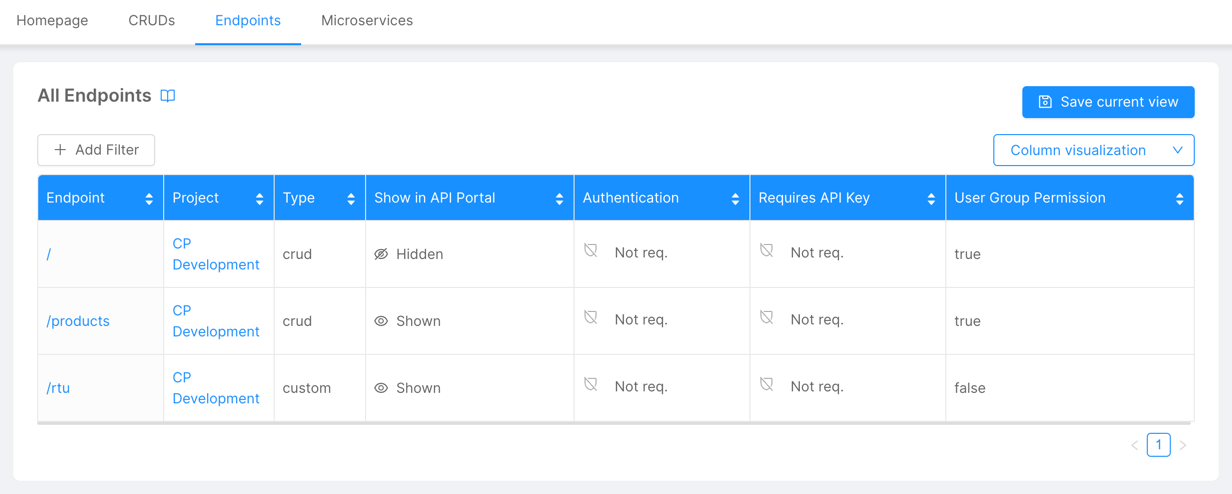 Homepage CRUDs Endpoints Microservices
All Endpoints
Save current view
Add Filter
Column visualization
Endpoint Project Type Show in API Portal Authentication Requires API Key User Group Permission
/ CP Development crud Hidden Not req. Not req. true
/products CP Development crud Shown Not req. Not req. true
/rtu CP Development custom Shown Not req. Not req. false
1